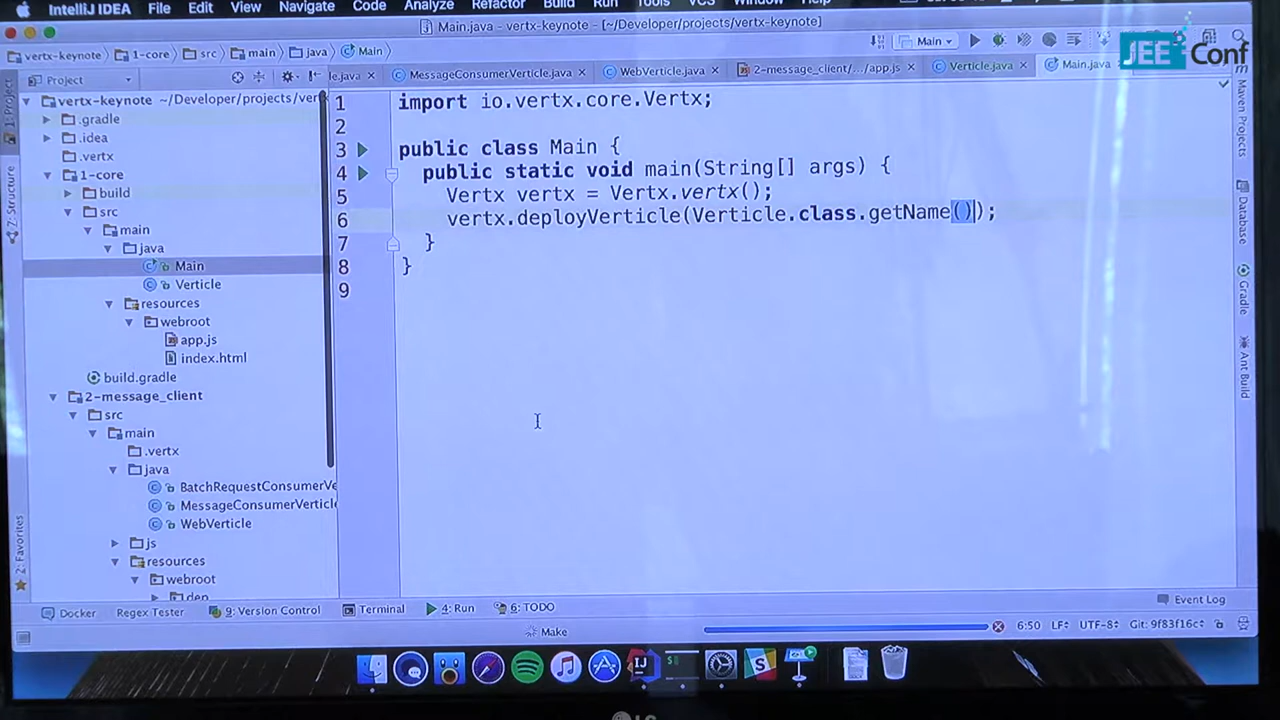 IntelliJ IDEA File Edit View Navigate Code Analyze Refactor Build Run Tools VCS Window
Main.java - vertx-keynote - [~/Developer/projects/vertx-keynote]
JEE Conf
vertx-keynote 1-core src main java Main
Main
Project
le.java MessageConsumerVerticle.java WebVerticle.java 2-message_client/.../app.js Verticle.java Main.java
1: Project
Z: Structure
2: Favorites
vertx-keynote ~/Developer/projects/ver
.gradle
.idea
.vertx
1-core
build
src
main
java
Main
Verticle
resources
webroot
app.js
index.html
build.gradle
2-message_client
src
main
.vertx
java
BatchRequestConsumerVe
MessageConsumerVerticle
WebVerticle
js
resources
webroot
dep
1 import io.vertx.core.Vertx;
2
3 public class Main {
4 public static void main(String[] args) {
5 Vertx vertx = Vertx.vertx();
6 vertx.deployVerticle(Verticle.class.getName());
7 }
8 }
9
Maven Projects
Database
Gradle
Ant Build
Docker Regex Tester 9: Version Control Terminal 4: Run 6: TODO Event Log
Make 6:50 LF UTF-8 Git: 9f83f16c
LG